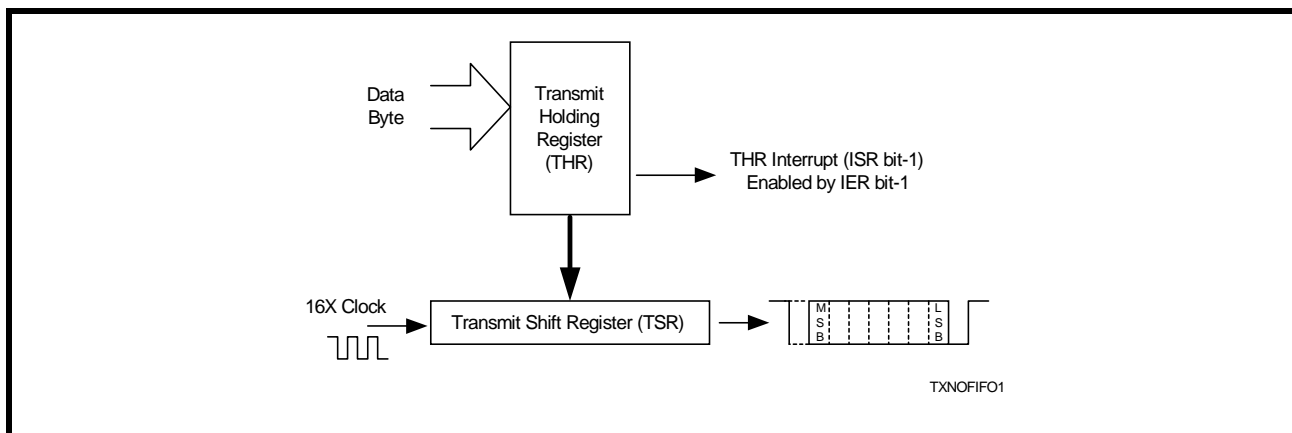 Data
Byte
Transmit
Holding
Register
(THR)
THR Interrupt (ISR bit-1)
Enabled by IER bit-1
16X Clock
Transmit Shift Register (TSR)
M
S
B
L
S
B
TXNOFIFO1